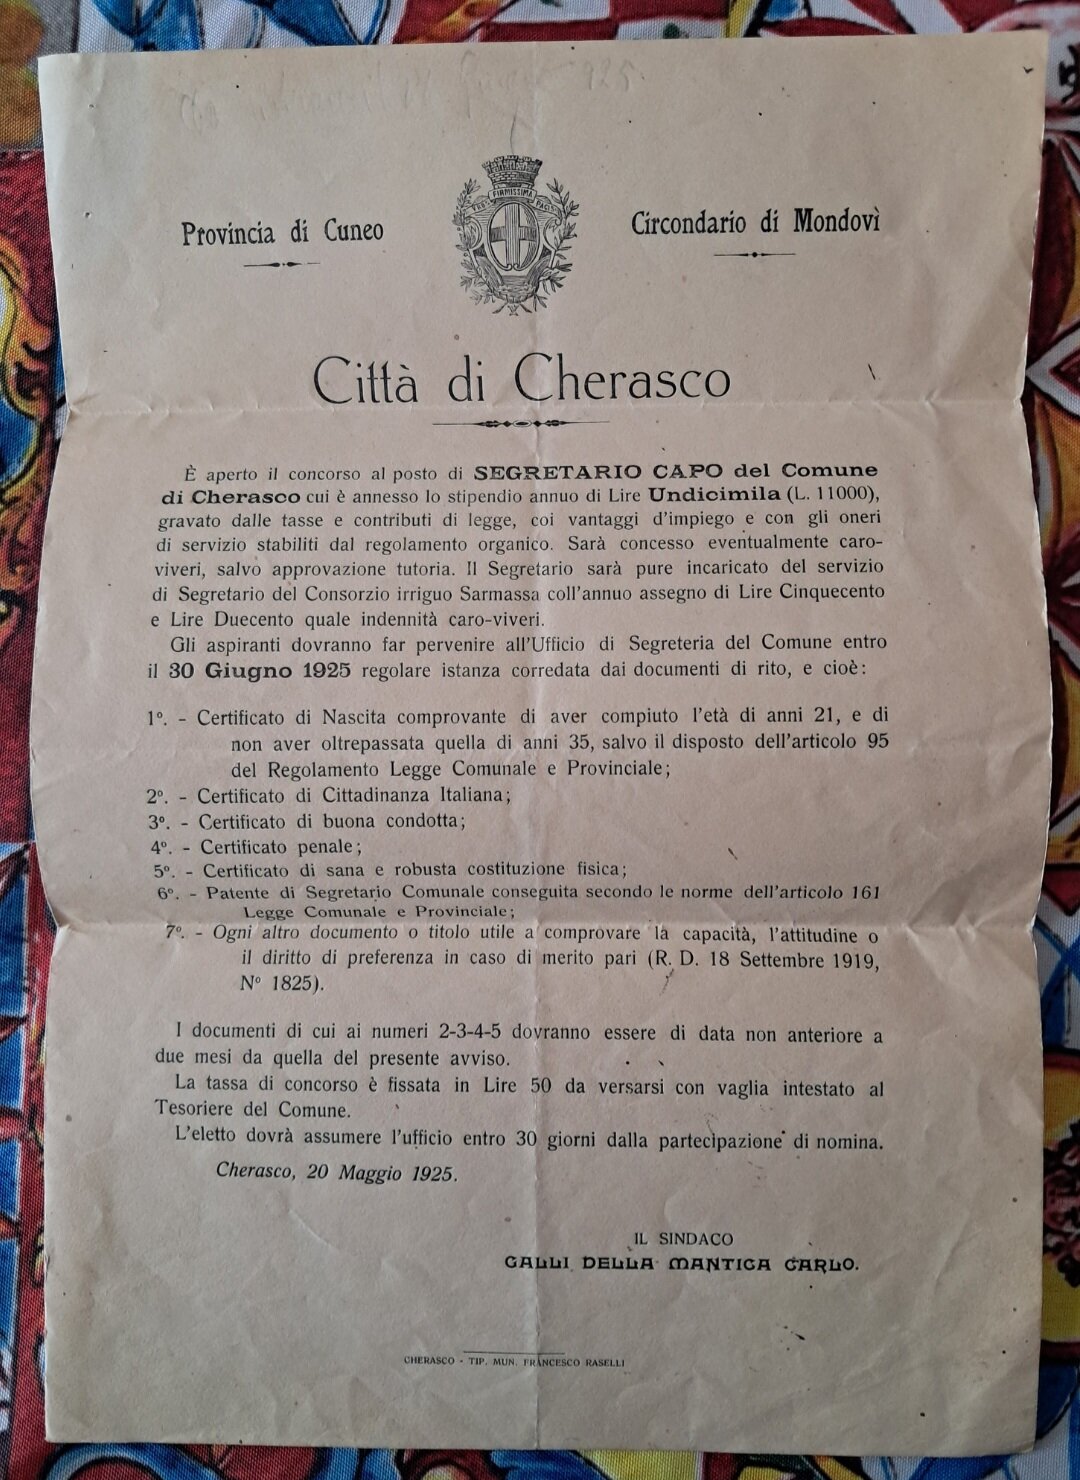 925
FIRMISSIMA
Provincia di Cuneo
Circondario di Mondovì
Città di Cherasco
È aperto il concorso al posto di SEGRETARIO CAPO del Comune
di Cherasco cui è annesso lo stipendio annuo di Lire Undicimila (L. 11000),
gravato dalle tasse e contributi di legge, coi vantaggi d'impiego e con gli oneri
di servizio stabiliti dal regolamento organico. Sarà concesso eventualmente caro-
viveri, salvo approvazione tutoria. Il Segretario sarà pure incaricato del servizio
di Segretario del Consorzio irriguo Sarmassa coll'annuo assegno di Lire Cinquecento
e Lire Duecento quale indennità caro-viveri.
Gli aspiranti dovranno far pervenire all'Ufficio di Segreteria del Comune entro
il 30 Giugno 1925 regolare istanza corredata dai documenti di rito, e cioè:
1º. - Certificato di Nascita comprovante di aver compiuto l'età di anni 21, e di
non aver oltrepassata quella di anni 35, salvo il disposto dell'articolo 95
del Regolamento Legge Comunale e Provinciale;
2º. - Certificato di Cittadinanza Italiana;
3º. - Certificato di buona condotta;
4º. - Certificato penale;
5º. - Certificato di sana e robusta costituzione fisica;
6º. - Patente di Segretario Comunale conseguita secondo le norme dell'articolo 161
Legge Comunale e Provinciale;
7º. - Ogni altro documento o titolo utile a comprovare la capacità, l'attitudine o
il diritto di preferenza in caso di merito pari (R. D. 18 Settembre 1919,
Nº 1825).
I documenti di cui ai numeri 2-3-4-5 dovranno essere di data non anteriore a
due mesi da quella del presente avviso.
La tassa di concorso è fissata in Lire 50 da versarsi con vaglia intestato al
Tesoriere del Comune.
L'eletto dovrà assumere l'ufficio entro 30 giorni dalla partecipazione di nomina.
Cherasco, 20 Maggio 1925.
IL SINDACO
GALLI DELLA MANTICA CARLO.
CHERASCO - TIP. MUN. FRANCESCO RASELLI